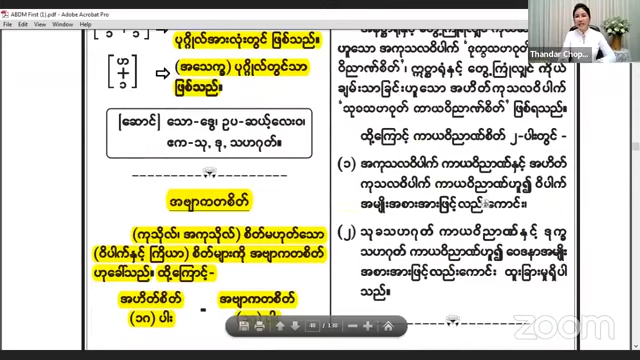 ABDM First (1).pdf - Adobe Acrobat Pro
File Edit View Window Help
ပုဂ္ဂိုလ်အားလုံးတွင် ဖြစ်သည်။
ဟ
+
၁
(အသေက္ခ) ပုဂ္ဂိုလ်တွင်သာ
ဖြစ်သည်။
[ဆောင်] သော-ဒွေ၊ ဥပ-ဆယ့်လေးဝ၊
ဧက-သု, ဒု, သဟဂုတ်။
အဗျာကတစိတ်
(ကုသိုလ်၊ အကုသိုလ်) စိတ်မဟုတ်သော
(ဝိပါက်နှင့် ကြိယာ) စိတ်များကို အဗျာကတစိတ်
ဟုခေါ်သည်။ ထို့ကြောင့်-
အဟိတ်စိတ် - အဗျာကတစိတ်
(၁၈) ပါး
ဟူသော အကုသလဝိပါက် 'ဒုက္ခသဟဂုတ်
ဝိညာဏ်စိတ်'၊ ဣဋ္ဌာရုံနှင့် တွေ့ကြုံလျှင် ကိုယ်
ချမ်းသာခြင်းဟူသော အဟိတ်ကုသလဝိပါက်
'သုခသဟဂုတ် ကာယဝိညာဏ်စိတ်' ဖြစ်ရသည်။
ထို့ကြောင့် ကာယဝိညာဏ်စိတ် ၂-ပါးတွင် -
(၁) အကုသလဝိပါက် ကာယဝိညာဏ်နှင့် အဟိတ်
ကုသလဝိပါက် ကာယဝိညာဏ်ဟူ၍ ဝိပါက်
အမျိုးအစားအားဖြင့်လည်းကောင်း၊
(၂) သုခသဟဂုတ် ကာယဝိညာဏ်နှင့် ဒုက္ခ
သဟဂုတ် ကာယဝိညာဏ်ဟူ၍ ဝေဒနာအမျိုး
အစားအားဖြင့်လည်းကောင်း ထူးခြားမှုရှိပါ
သည်။
Thandar Chop...
zoom